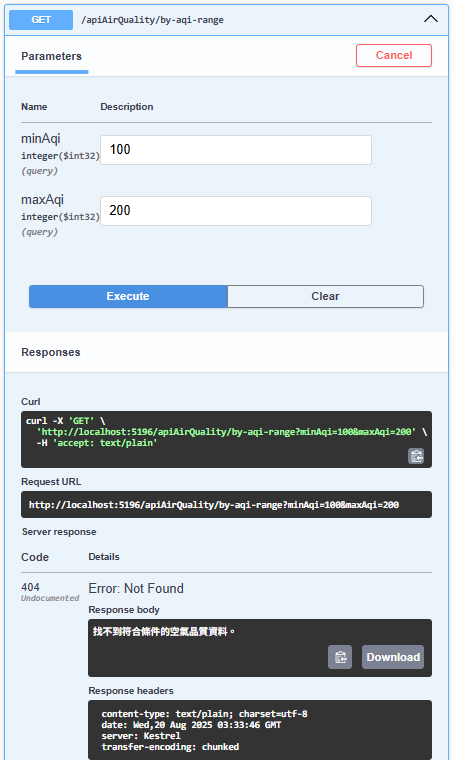 GET /apiAirQuality/by-aqi-range
Parameters Cancel
Name Description
minAqi
integer($int32) 100
(query)
maxAqi
integer($int32) 200
(query)
Execute Clear
Responses
Curl
curl -X 'GET' \
'http://localhost:5196/apiAirQuality/by-aqi-range?minAqi=100&maxAqi=200' \
-H 'accept: text/plain'
Request URL
http://localhost:5196/apiAirQuality/by-aqi-range?minAqi=100&maxAqi=200
Server response
Code Details
404 Error: Not Found
Undocumented
Response body
找不到符合條件的空氣品質資料。
Download
Response headers
content-type: text/plain; charset=utf-8
date: Wed,20 Aug 2025 03:33:46 GMT
server: Kestrel
transfer-encoding: chunked